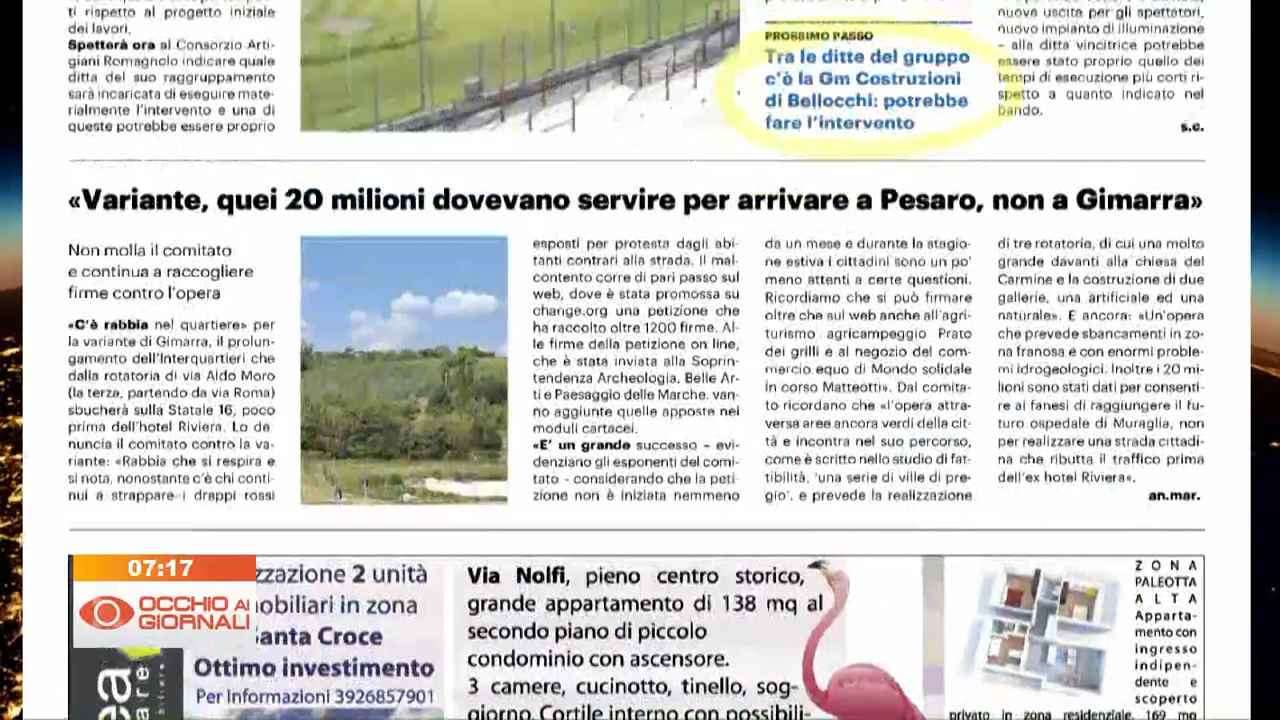 ti rispetto al progetto iniziale
dei lavori.
Spetterà ora al Consorzio Arti-
giani Romagnolo indicare quale
ditta del suo raggruppamento
sarà incaricata di eseguire mate-
rialmente l'intervento e una di
queste potrebbe essere proprio
PROSSIMO PASSO
Tra le ditte del gruppo
c'è la Gm Costruzioni
di Bellocchi: potrebbe
fare l'intervento
nuova uscita per gli spettatori,
nuovo impianto di illuminazione
– alla ditta vincitrice potrebbe
essere stato proprio quello dei
tempi di esecuzione più corti ri-
spetto a quanto indicato nel
bando.
s.c.
«Variante, quei 20 milioni dovevano servire per arrivare a Pesaro, non a Gimarra»
Non molla il comitato
e continua a raccogliere
firme contro l'opera
«C'è rabbia nel quartiere» per
la variante di Gimarra, il prolun-
gamento dell'Interquartieri che
dalla rotatoria di via Aldo Moro
(la terza, partendo da via Roma)
sbucherà sulla Statale 16, poco
prima dell'hotel Riviera. Lo de-
nuncia il comitato contro la va-
riante: «Rabbia che si respira e
si nota, nonostante c'è chi conti-
nui a strappare i drappi rossi
esposti per protesta dagli abi-
tanti contrari alla strada. Il mal-
contento corre di pari passo sul
web, dove è stata promossa su
change.org una petizione che
ha raccolto oltre 1200 firme. Al-
le firme della petizione on line,
che è stata inviata alla Soprin-
tendenza Archeologia, Belle Ar-
ti e Paesaggio delle Marche, van-
no aggiunte quelle apposte nei
moduli cartacei.
«E' un grande successo – evi-
denziano gli esponenti del comi-
tato - considerando che la peti-
zione non è iniziata nemmeno
da un mese e durante la stagio-
ne estiva i cittadini sono un po'
meno attenti a certe questioni.
Ricordiamo che si può firmare
oltre che sul web anche all'agri-
turismo agricampeggio Prato
dei grilli e al negozio del com-
mercio equo di Mondo solidale
in corso Matteotti». Dal comita-
to ricordano che «l'opera attra-
versa aree ancora verdi della cit-
tà e incontra nel suo percorso,
come è scritto nello studio di fat-
tibilità, 'una serie di ville di pre-
gio', e prevede la realizzazione
di tre rotatorie, di cui una molto
grande davanti alla chiesa del
Carmine e la costruzione di due
gallerie, una artificiale ed una
naturale». E ancora: «Un'opera
che prevede sbancamenti in zo-
na franosa e con enormi proble-
mi idrogeologici. Inoltre i 20 mi-
lioni sono stati dati per consenti-
re ai fanesi di raggiungere il fu-
turo ospedale di Muraglia, non
per realizzare una strada cittadi-
na che ributta il traffico prima
dell'ex hotel Riviera».
an.mar.
07:17
OCCHIO AI
GIORNALI
zzazione 2 unità
obiliari in zona
Santa Croce
Ottimo investimento
Per Informazioni 3926857901
Via Nolfi, pieno centro storico,
grande appartamento di 138 mq al
secondo piano di piccolo
condominio con ascensore.
3 camere, cucinotto, tinello, sog-
giorno. Cortile interno con possibili-
ZONA
PALEOTTA
ALTA
Apparta-
mento con
ingresso
indipen-
dente e
scoperto
privato in zona residenziale. 169 mq